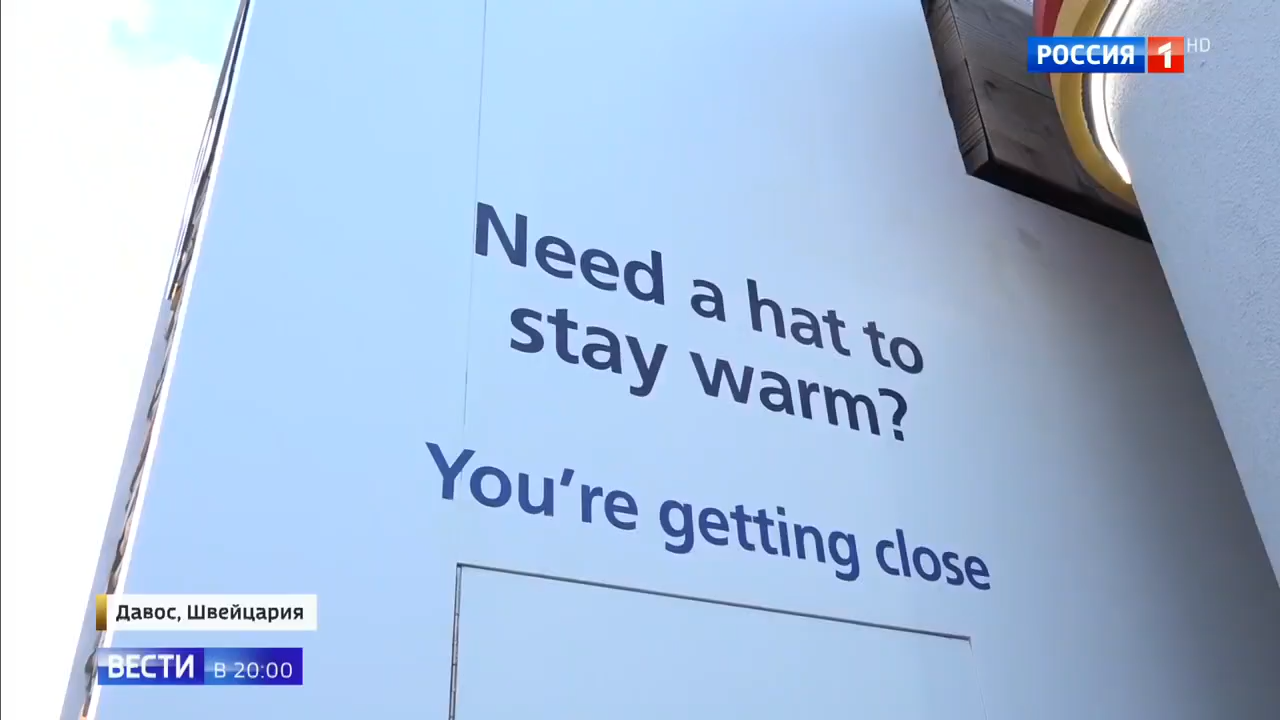 РОССИЯ 1 HD
Need a hat to
stay warm?
You're getting close
Давос, Швейцария
ВЕСТИ В 20:00